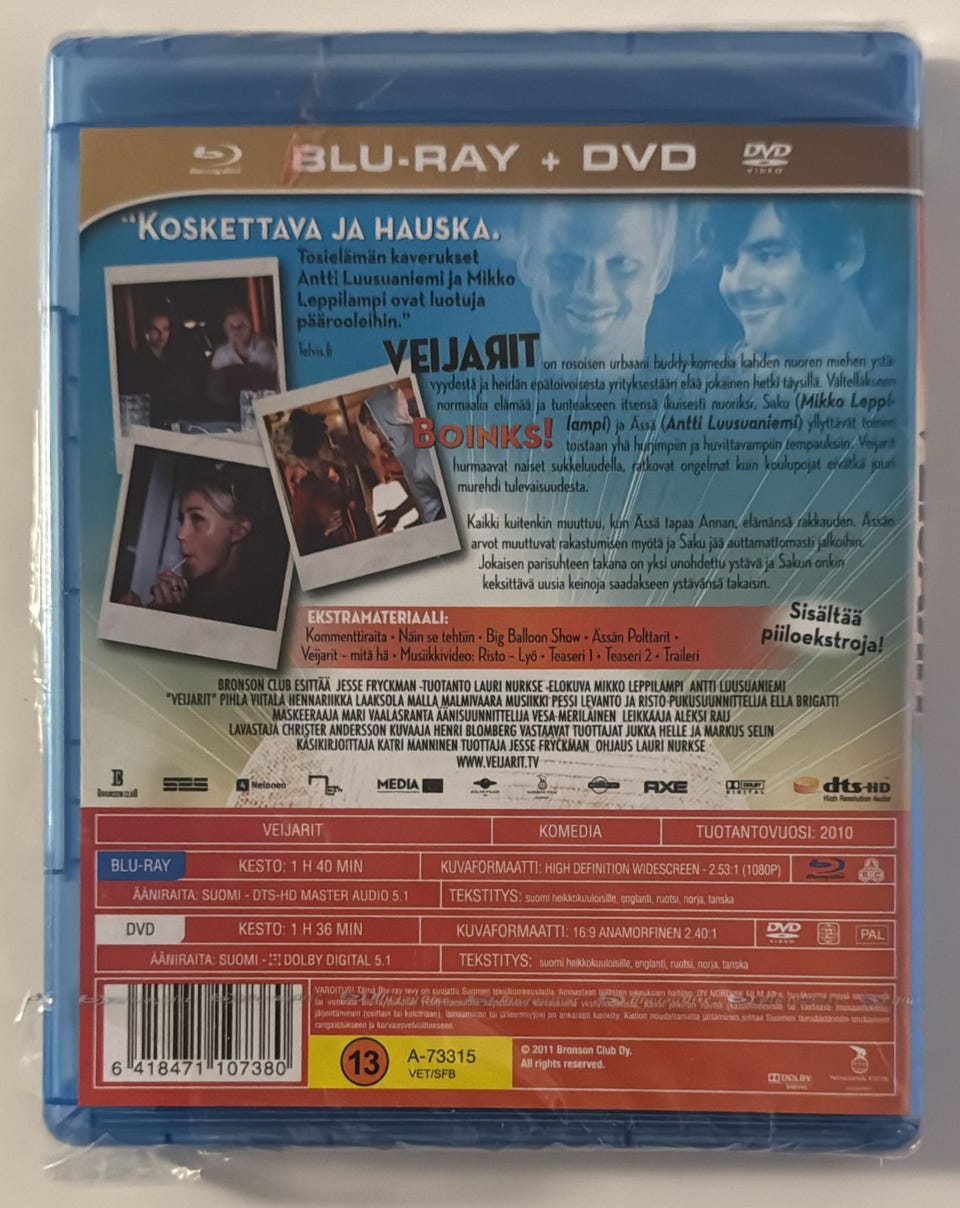 BLU-RAY + DVD
DVD
VIDEO
"KOSKETTAVA JA HAUSKA.
Tosielämän kaverukset
Antti Luusuaniemi ja Mikko
Leppilampi ovat luotuja
päärooleihin."
Telvis.fi
VEIJARIT on rosoisen urbaani buddy-komedia kahden nuoren miehen ystä-
vyydestä ja heidän epätoivoisesta yrityksestään elää jokainen hetki täysillä. Vältelläkseen
normaalia elämää ja tunteakseen itsensä ikuisesti nuoriksi, Saku (Mikko Leppi-
lampi) ja Ässä (Antti Luusuaniemi) yllyttävät toinen
BOINKS!
toistaan yhä hurjimpiin ja huvittavampiin tempauksiin. Veijarit
hurmaavat naiset sukkeluudella, ratkovat ongelmat kuin koulupojat eivätkä juuri
murehdi tulevaisuudesta.
Kaikki kuitenkin muuttuu, kun Ässä tapaa Annan, elämänsä rakkauden. Ässän
arvot muuttuvat rakastumisen myötä ja Saku jää auttamattomasti jalkoihin.
Jokaisen parisuhteen takana on yksi unohdettu ystävä ja Sakun onkin
keksittävä uusia keinoja saadakseen ystävänsä takaisin.
EKSTRAMATERIAALI:
Kommenttiraita • Näin se tehtiin • Big Balloon Show • Ässän Polttarit •
Veijarit – mitä hä • Musiikkivideo: Risto – Lyö • Teaseri 1 • Teaseri 2 • Traileri
Sisältää
piiloekstroja!
BRONSON CLUB ESITTÄÄ JESSE FRYCKMAN -TUOTANTO LAURI NURKSE -ELOKUVA MIKKO LEPPILAMPI ANTTI LUUSUANIEMI
"VEIJARIT" PIHLA VIITALA HENNARIIKKA LAAKSOLA MALLA MALMIVAARA MUSIIKKI PESSI LEVANTO JA RISTO PUKUSUUNNITTELIJA ELLA BRIGATTI
MASKEERAAJA MARI VAALASRANTA ÄÄNISUUNNITTELIJA VESA MERILÄINEN LEIKKAAJA ALEKSI RAIJ
LAVASTAJA CHRISTER ANDERSSON KUVAAJA HENRI BLOMBERG VASTAAVAT TUOTTAJAT JUKKA HELLE JA MARKUS SELIN
KÄSIKIRJOITTAJA KATRI MANNINEN TUOTTAJA JESSE FRYCKMAN OHJAUS LAURI NURKSE
WWW.VEIJARIT.TV
BRONSON CLUB
SES
4 Nelonen
MEDIA
AXE
DOLBY
DIGITAL
dts-HD
High Resolution Audio
VEIJARIT
KOMEDIA
TUOTANTOVUOSI: 2010
BLU-RAY
KESTO: 1 H 40 MIN
KUVAFORMAATTI: HIGH DEFINITION WIDESCREEN - 2.53:1 (1080P)
ÄÄNIRAITA: SUOMI - DTS-HD MASTER AUDIO 5.1
TEKSTITYS: suomi heikkokuuloisille, englanti, ruotsi, norja, tanska
DVD
KESTO: 1 H 36 MIN
KUVAFORMAATTI: 16:9 ANAMORFINEN 2.40:1
DVD
VIDEO
2
PAL
ÄÄNIRAITA: SUOMI - DOLBY DIGITAL 5.1
TEKSTITYS: suomi heikkokuuloisille, englanti, ruotsi, norja, tanska
6 418471 107380
13
A-73315
VET/SFB
© 2011 Bronson Club Oy.
All rights reserved.
DOLBY
DIGITAL